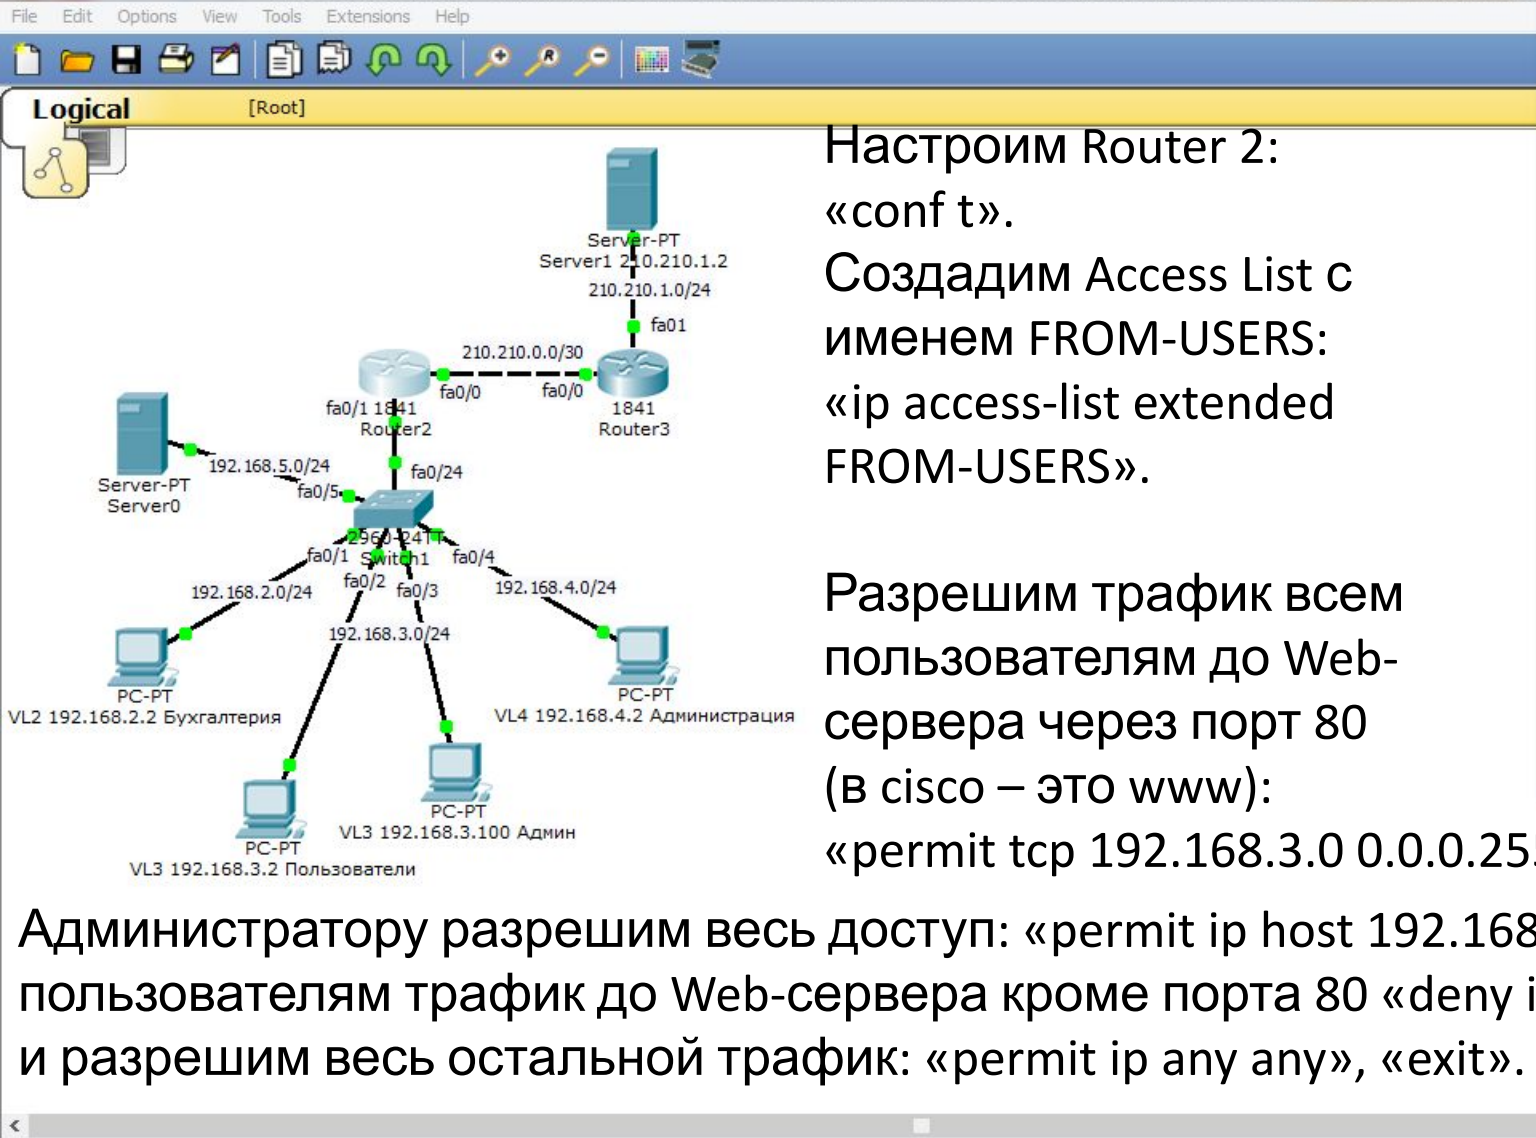 File Edit Options View Tools Extensions Help
Logical [Root]
Настроим Router 2:
«conf t».
Создадим Access List с
именем FROM-USERS:
«ip access-list extended
FROM-USERS».
Разрешим трафик всем
пользователям до Web-
сервера через порт 80
(в cisco – это www):
«permit tcp 192.168.3.0 0.0.0.25
Server-PT
Server1 210.210.1.2
210.210.1.0/24
fa01
210.210.0.0/30
fa0/0
fa0/0
fa0/1 1841
Router2
1841
Router3
192.168.5.0/24
fa0/24
Server-PT
Server0
fa0/5
2960-24TT
Switch1
fa0/1
fa0/2
fa0/3
fa0/4
192.168.2.0/24
192.168.4.0/24
192.168.3.0/24
PC-PT
VL2 192.168.2.2 Бухгалтерия
PC-PT
VL4 192.168.4.2 Администрация
PC-PT
VL3 192.168.3.100 Админ
PC-PT
VL3 192.168.3.2 Пользователи
Администратору разрешим весь доступ: «permit ip host 192.168
пользователям трафик до Web-сервера кроме порта 80 «deny i
и разрешим весь остальной трафик: «permit ip any any», «exit».